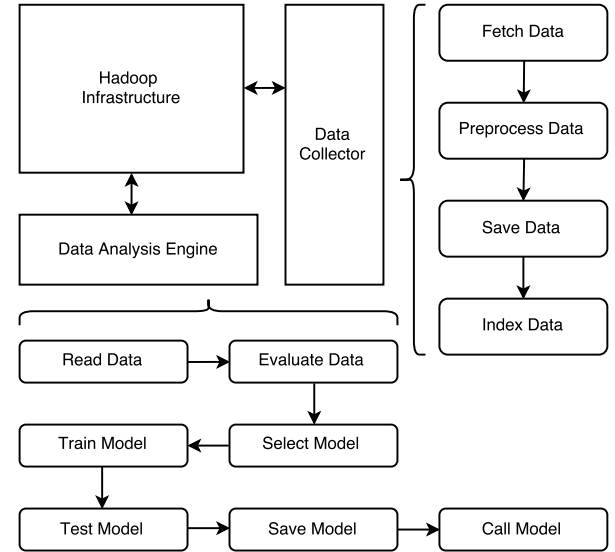 Hadoop
Infrastructure
Data
Collector
Data Analysis Engine
Fetch Data
Preprocess Data
Save Data
Index Data
Read Data
Evaluate Data
Train Model
Select Model
Test Model
Save Model
Call Model